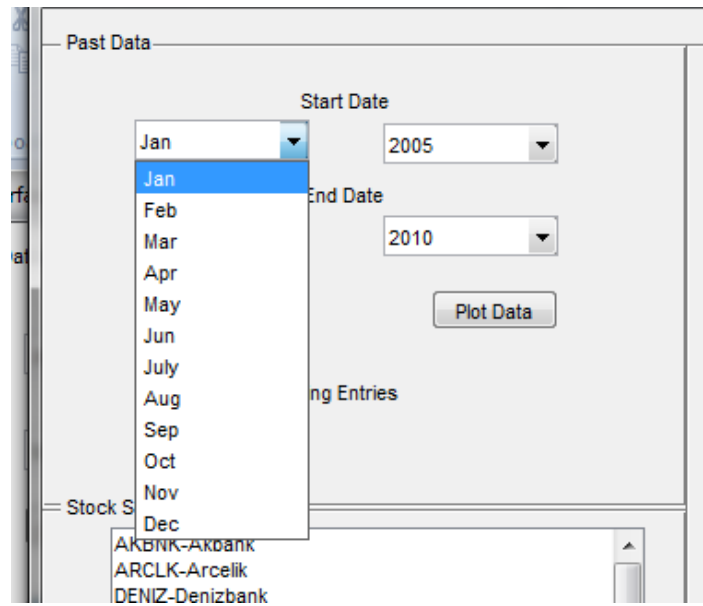 Past Data
Start Date
Jan 2005
Jan
End Date
Feb
Mar
2010
Apr
May
Plot Data
Jun
July
Aug
ng Entries
Sep
Oct
Nov
Stock S
Dec
AKBNK-Akbank
ARCLK-Arcelik
DENIZ-Denizbank